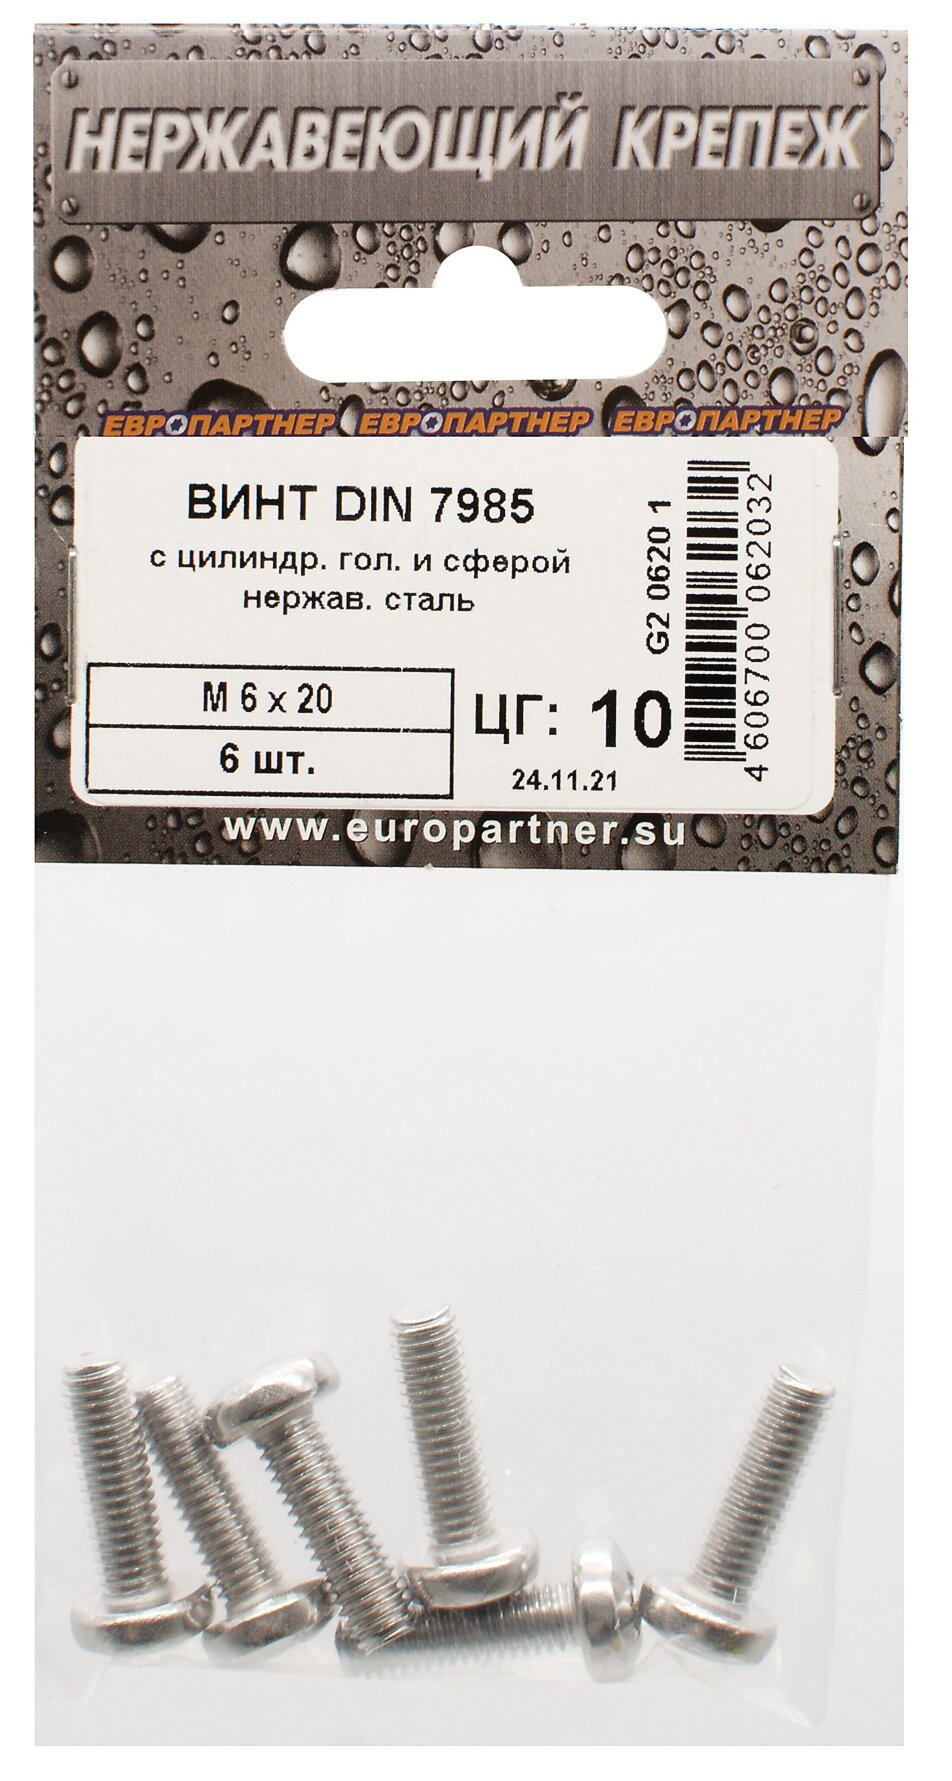 НЕРЖАВЕЮЩИЙ КРЕПЕЖ
ЕВРОПАРТНЕР ЕВРОПАРТНЕР ЕВРОПАРТНЕР
ВИНТ DIN 7985
с цилиндр. гол. и сферой
нержав. сталь
М 6 х 20
6 шт.
ЦГ: 10
24.11.21
G2 0620 1
4 606700 062032
www.europartner.su